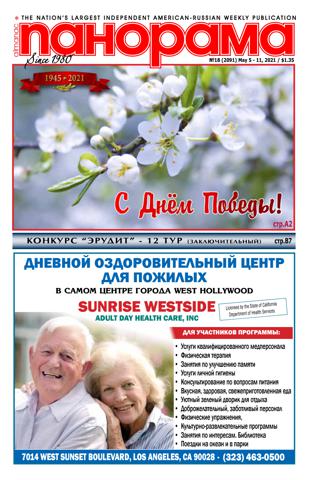 THE NATION'S LARGEST INDEPENDENT AMERICAN-RUSSIAN WEEKLY PUBLICATION
almanac
панорама
Since 1980
№18 (2091) May 5 - 11, 2021 / $1.35
1945 - 2021
С Днём Победы!
стр.А2
КОНКУРС "ЭРУДИТ" - 12 ТУР (ЗАКЛЮЧИТЕЛЬНЫЙ) стр.В7
ДНЕВНОЙ ОЗДОРОВИТЕЛЬНЫЙ ЦЕНТР
ДЛЯ ПОЖИЛЫХ
В САМОМ ЦЕНТРЕ ГОРОДА WEST HOLLYWOOD
SUNRISE WESTSIDE
ADULT DAY HEALTH CARE, INC
Licensed by the State of California
Department of Health Services
ДЛЯ УЧАСТНИКОВ ПРОГРАММЫ:
• Услуги квалифицированного медперсонала
• Физическая терапия
• Занятия по улучшению памяти
• Услуги личной гигиены
• Консультирование по вопросам питания
• Вкусная, здоровая, свежеприготовленная еда
• Уютный зеленый дворик для отдыха
• Доброжелательный, заботливый персонал
• Физические упражнения,
• Культурно-развлекательные программы
• Занятия по интересам. Библиотека
• Поездки на океан и в парки
7014 WEST SUNSET BOULEVARD, LOS ANGELES, CA 90028 - (323) 463-0500